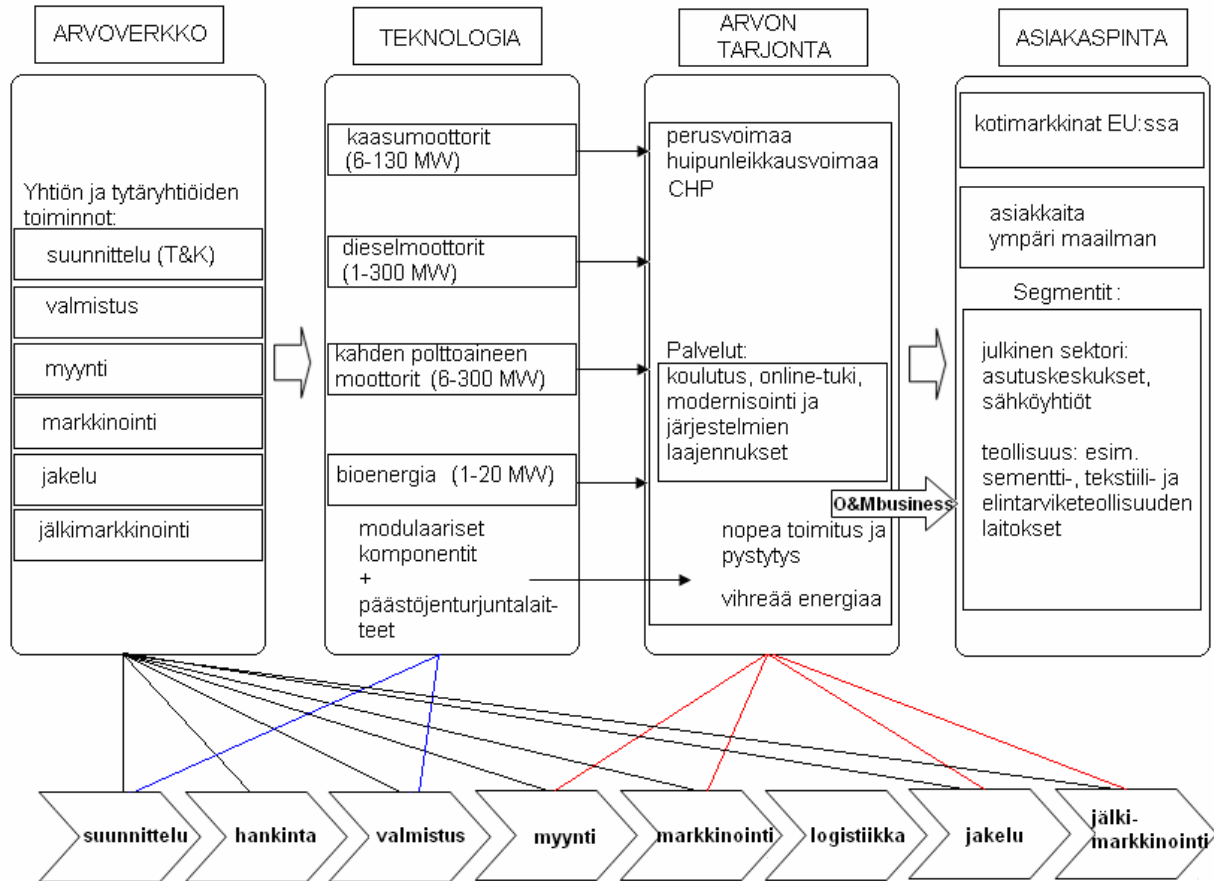 ARVOVERKKO
TEKNOLOGIA
ARVON
TARJONTA
ASIAKASPINTA
Yhtiön ja tytäryhtiöiden
toiminnot:
suunnittelu (T&K)
valmistus
myynti
markkinointi
jakelu
jälkimarkkinointi
kaasumoottorit
(6-130 MW)
dieselmoottorit
(1-300 MW)
kahden polttoaineen
moottorit (6-300 MW)
bioenergia (1-20 MW)
modulaariset
komponentit
+
päästöjenturjuntalait-
teet
perusvoimaa
huipunleikkausvoimaa
CHP
Palvelut:
koulutus, online-tuki,
modernisointi ja
järjestelmien
laajennukset
O&Mbusiness
nopea toimitus ja
pystytys
vihreää energiaa
kotimarkkinat EU:ssa
asiakkaita
ympäri maailman
Segmentit :
julkinen sektori:
asutuskeskukset,
sähköyhtiöt
teollisuus: esim.
sementti-, tekstiili- ja
elintarviketeollisuuden
laitokset
suunnittelu
hankinta
valmistus
myynti
markkinointi
logistiikka
jakelu
jälki-
markkinointi